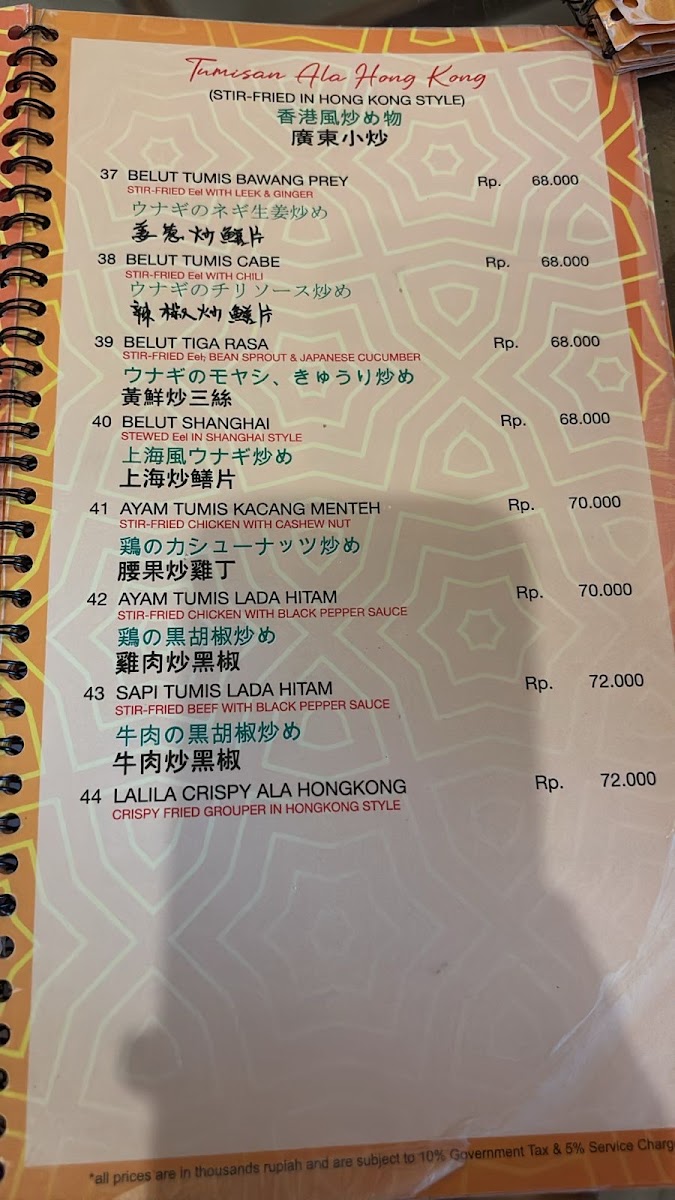 Tumisan Ala Hong Kong
(STIR-FRIED IN HONG KONG STYLE)
香港風炒め物
廣東小炒
37 BELUT TUMIS BAWANG PREY Rp. 68.000
STIR-FRIED Eel WITH LEEK & GINGER
ウナギのネギ生姜炒め
姜葱炒鱔片
38 BELUT TUMIS CABE Rp. 68.000
STIR-FRIED Eel WITH CHILI
ウナギのチリソース炒め
辣椒炒鱔片
39 BELUT TIGA RASA Rp. 68.000
STIR-FRIED Eel; BEAN SPROUT & JAPANESE CUCUMBER
ウナギのモヤシ、きゅうり炒め
黃鮮炒三絲
40 BELUT SHANGHAI Rp. 68.000
STEWED Eel IN SHANGHAI STYLE
上海風ウナギ炒め
上海炒鳝片
41 AYAM TUMIS KACANG MENTEH Rp. 70.000
STIR-FRIED CHICKEN WITH CASHEW NUT
鶏のカシューナッツ炒め
腰果炒雞丁
42 AYAM TUMIS LADA HITAM Rp. 70.000
STIR-FRIED CHICKEN WITH BLACK PEPPER SAUCE
鶏の黒胡椒炒め
雞肉炒黑椒
43 SAPI TUMIS LADA HITAM Rp. 72.000
STIR-FRIED BEEF WITH BLACK PEPPER SAUCE
牛肉の黒胡椒炒め
牛肉炒黑椒
44 LALILA CRISPY ALA HONGKONG Rp. 72.000
CRISPY FRIED GROUPER IN HONGKONG STYLE
*all prices are in thousands rupiah and are subject to 10% Government Tax & 5% Service Charg